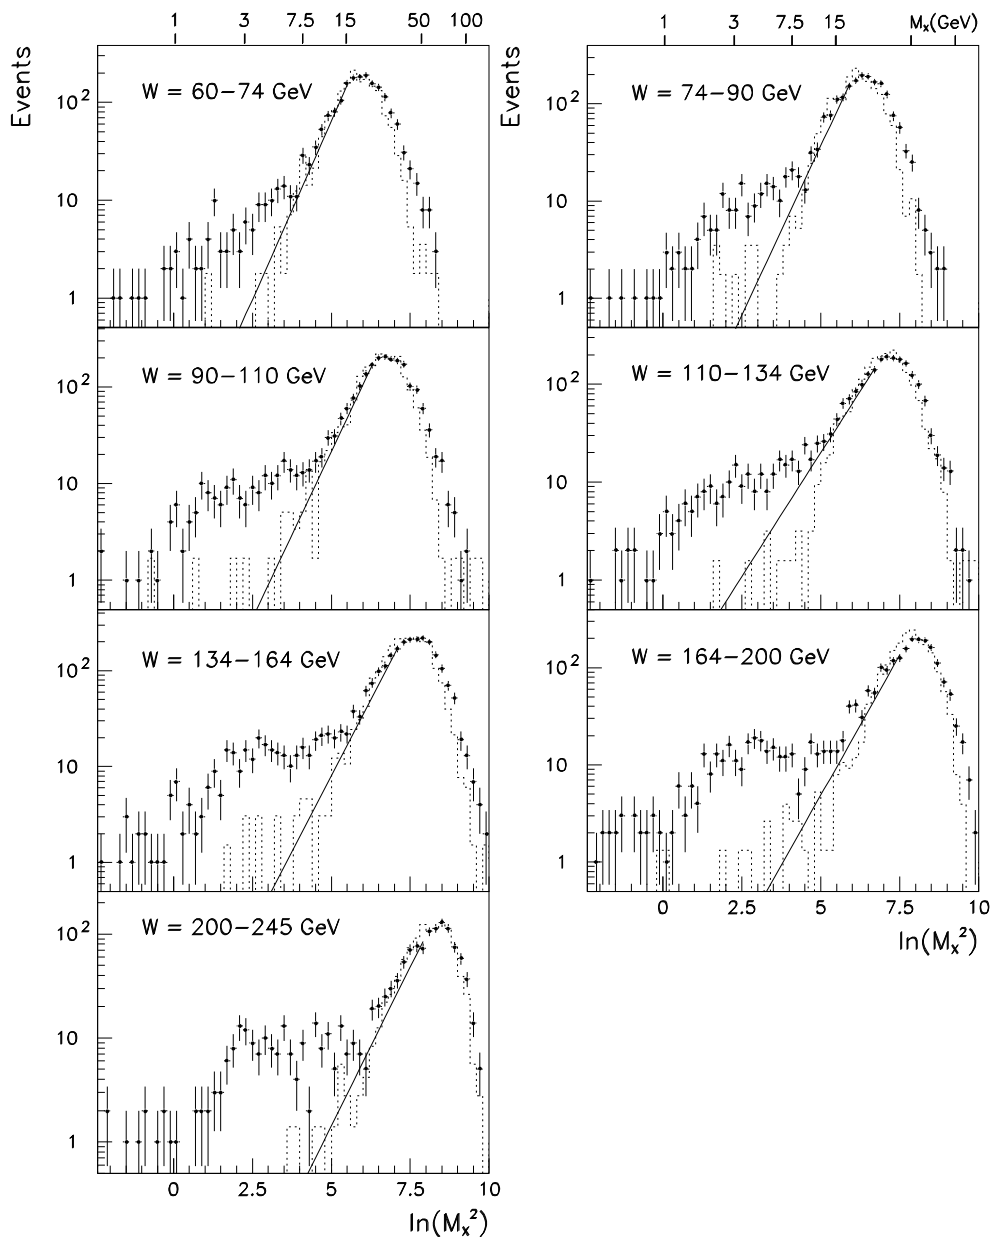 1 3 7.5 15 50 100
1 3 7.5 15 Mₓ(GeV)
Events
Events
W = 60−74 GeV
W = 74−90 GeV
10²
10
1
10²
10
1
W = 90−110 GeV
W = 110−134 GeV
10²
10
1
10²
10
1
W = 134−164 GeV
W = 164−200 GeV
10²
10
1
10²
10
1
0 2.5 5 7.5 10
ln(Mₓ²)
W = 200−245 GeV
10²
10
1
0 2.5 5 7.5 10
ln(Mₓ²)